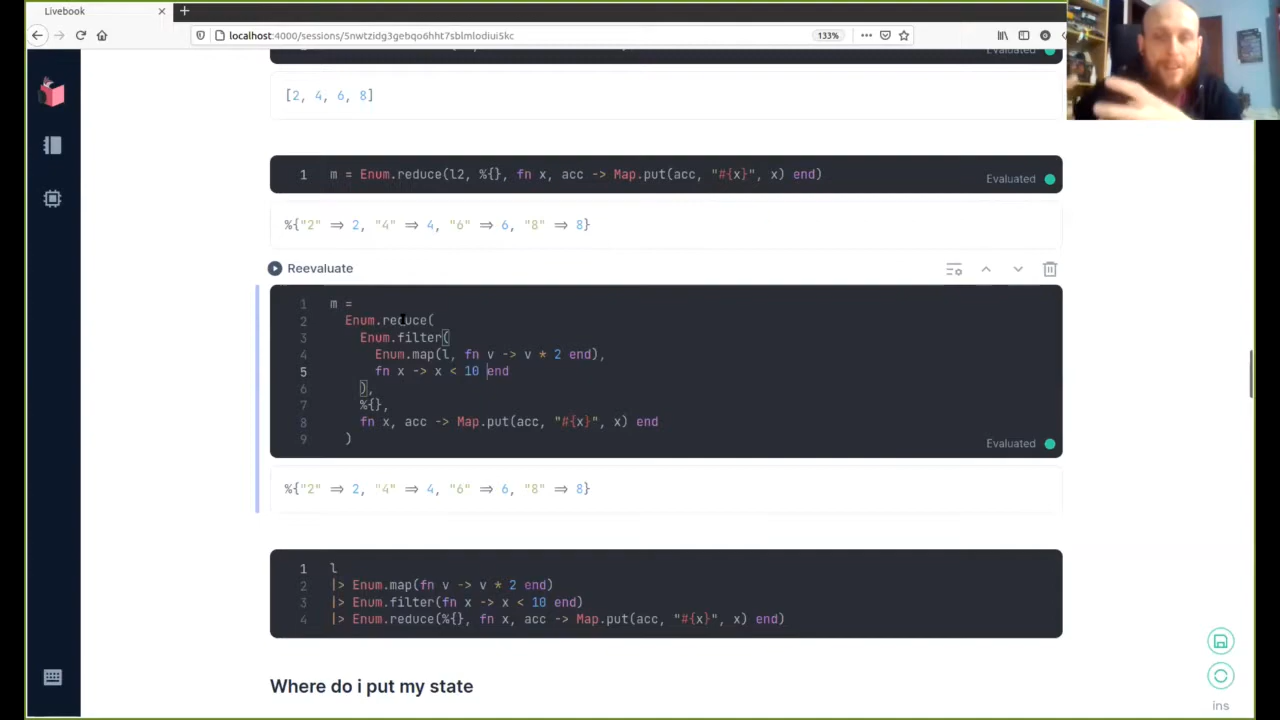 Livebook
localhost:4000/sessions/5nwtzidg3gebqo6hht7sblmlodiui5kc
133%
Evaluated
[2, 4, 6, 8]
1 m = Enum.reduce(l2, %{}, fn x, acc -> Map.put(acc, "#{x}", x) end)
Evaluated
%{"2" => 2, "4" => 4, "6" => 6, "8" => 8}
Reevaluate
1 m =
2 Enum.reduce(
3 Enum.filter(
4 Enum.map(l, fn v -> v * 2 end),
5 fn x -> x < 10 end
6 ),
7 %{},
8 fn x, acc -> Map.put(acc, "#{x}", x) end
9 )
Evaluated
%{"2" => 2, "4" => 4, "6" => 6, "8" => 8}
1 l
2 |> Enum.map(fn v -> v * 2 end)
3 |> Enum.filter(fn x -> x < 10 end)
4 |> Enum.reduce(%{}, fn x, acc -> Map.put(acc, "#{x}", x) end)
Where do i put my state
ins